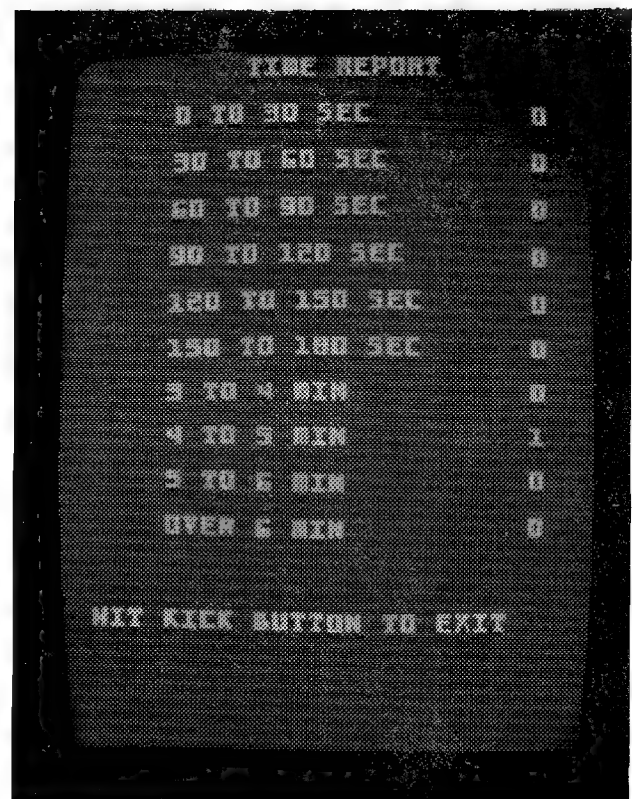 TIME REPORT
0 TO 30 SEC 0
30 TO 60 SEC 0
60 TO 90 SEC 0
90 TO 120 SEC 0
120 TO 150 SEC 0
150 TO 180 SEC 0
3 TO 4 MIN 0
4 TO 5 MIN 1
5 TO 6 MIN 0
OVER 6 MIN 0
HIT KICK BUTTON TO EXIT